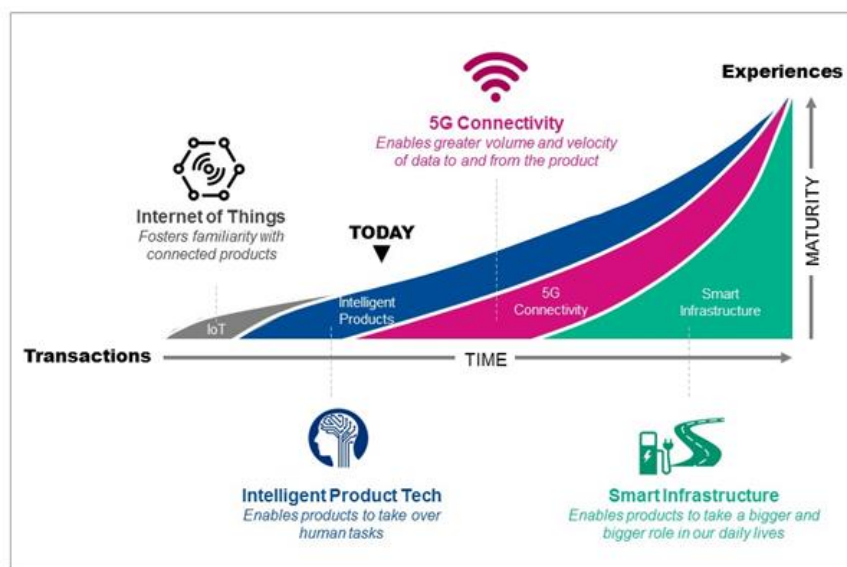 Experiences
5G Connectivity
Enables greater volume and velocity
of data to and from the product
Internet of Things
Fosters familiarity with
connected products
TODAY
MATURITY
IoT
Intelligent
Products
5G
Connectivity
Smart
Infrastructure
Transactions
TIME
Intelligent Product Tech
Enables products to take over
human tasks
Smart Infrastructure
Enables products to take a bigger and
bigger role in our daily lives